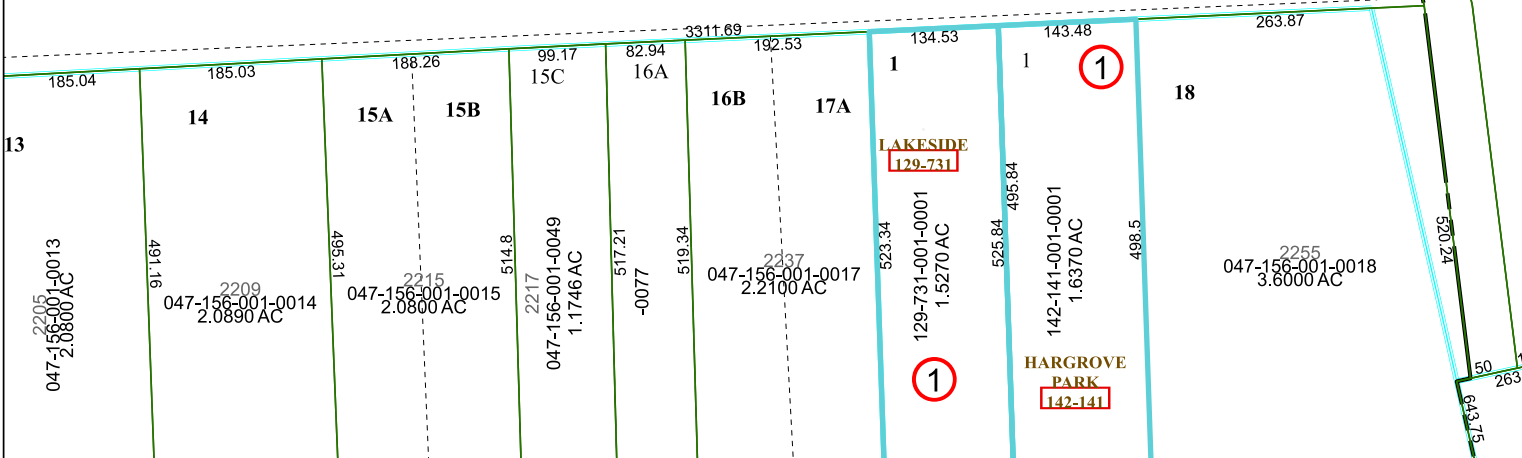 3311.69
185.04
185.03
188.26
99.17
82.94
192.53
134.53
143.48
263.87
13
14
15A
15B
15C
16A
16B
17A
1
1
1
18
LAKESIDE
129-731
2205
047-156-001-0013
2.0800 AC
491.16
2209
047-156-001-0014
2.0890 AC
495.31
2215
047-156-001-0015
2.0800 AC
514.8
2217
047-156-001-0049
1.1746 AC
517.21
-0077
519.34
2237
047-156-001-0017
2.2100 AC
523.34
129-731-001-0001
1.5270 AC
525.84
495.84
142-141-001-0001
1.6370 AC
498.5
2255
047-156-001-0018
3.6000 AC
520.24
1
HARGROVE
PARK
142-141
50
263
643.75